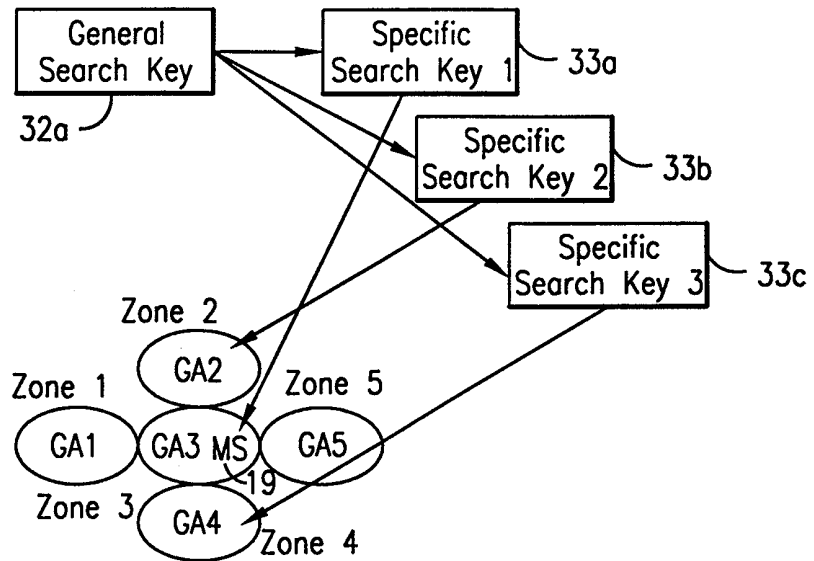 General
Search Key
32a
Specific
Search Key 1
33a
Specific
Search Key 2
33b
Specific
Search Key 3
33c
Zone 2
GA2
Zone 1
Zone 5
GA1
GA3 MS
GA5
19
Zone 3
GA4
Zone 4